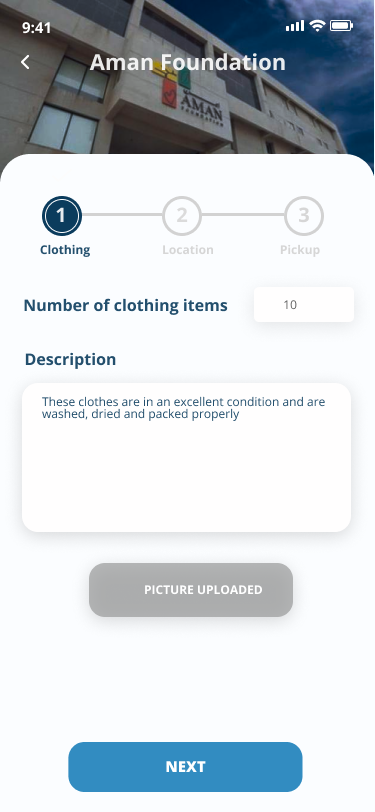 9:41
Aman Foundation
AMAN
FOUNDATION
1
2
3
Clothing
Location
Pickup
Number of clothing items
10
Description
These clothes are in an excellent condition and are
washed, dried and packed properly
PICTURE UPLOADED
NEXT